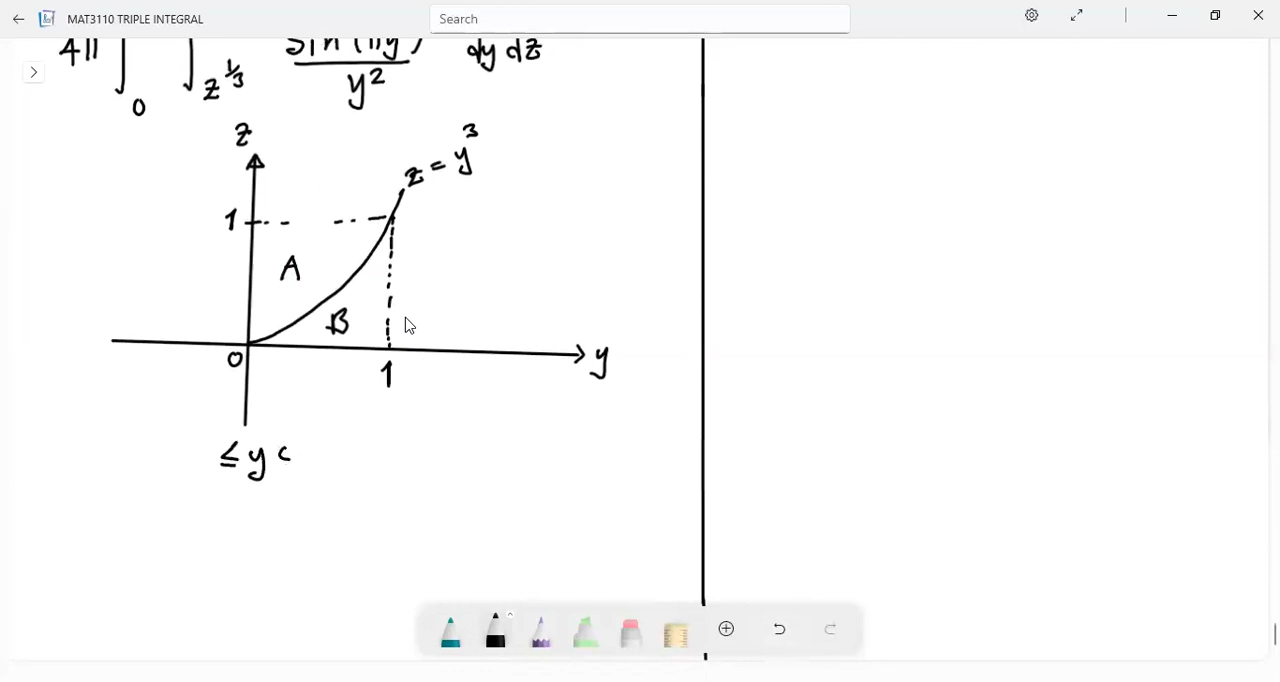 MAT3110 TRIPLE INTEGRAL
Search
4π ∫ ∫ sin(πy ) dy dz
0 z^{1/3} y²
z
z = y³
1
A
B
0
1
y
≤ y